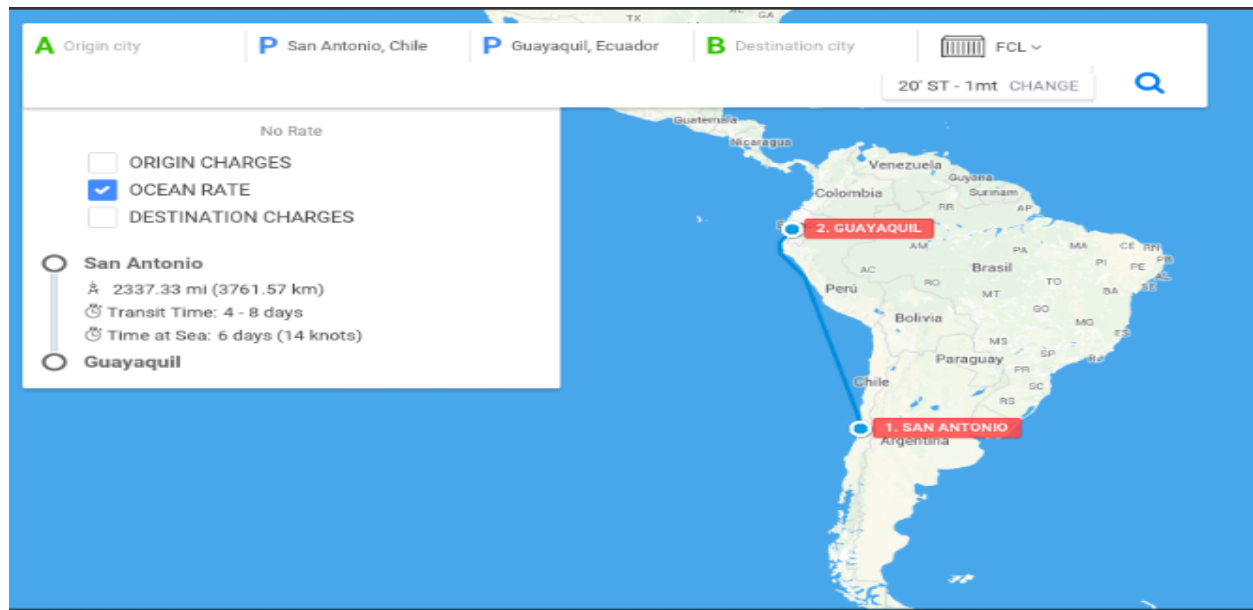 TX
GA
A Origin city
P San Antonio, Chile
P Guayaquil, Ecuador
B Destination city
FCL
20' ST - 1mt CHANGE
No Rate
ORIGIN CHARGES
OCEAN RATE
DESTINATION CHARGES
San Antonio
2337.33 mi (3761.57 km)
Transit Time: 4 - 8 days
Time at Sea: 6 days (14 knots)
Guayaquil
Guatemala
Nicaragua
Venezuela
Guyana
Colombia
Surinam
RR
AP
2. GUAYAQUIL
AM
PA
MA
CE
RN
PB
AC
Brasil
PI
PE
AL
SE
Perú
RO
MT
TO
BA
Bolivia
GO
MG
MS
ES
Paraguay
SP
RJ
PR
Chile
SC
RS
1. SAN ANTONIO
Argentina